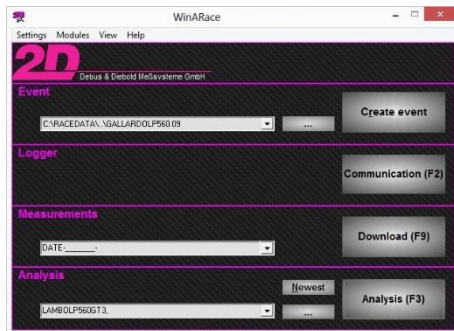 WinARace
Settings Modules View Help
2D
Debus & Diebold Meßsysteme GmbH
Event
C:\RACEDATA\..\GALLARDOLP560.09
...
Create event
Logger
Communication (F2)
Measurements
DATE-______-
Download (F9)
Analysis
Newest
LAMBOLP560GT3,
...
Analysis (F3)